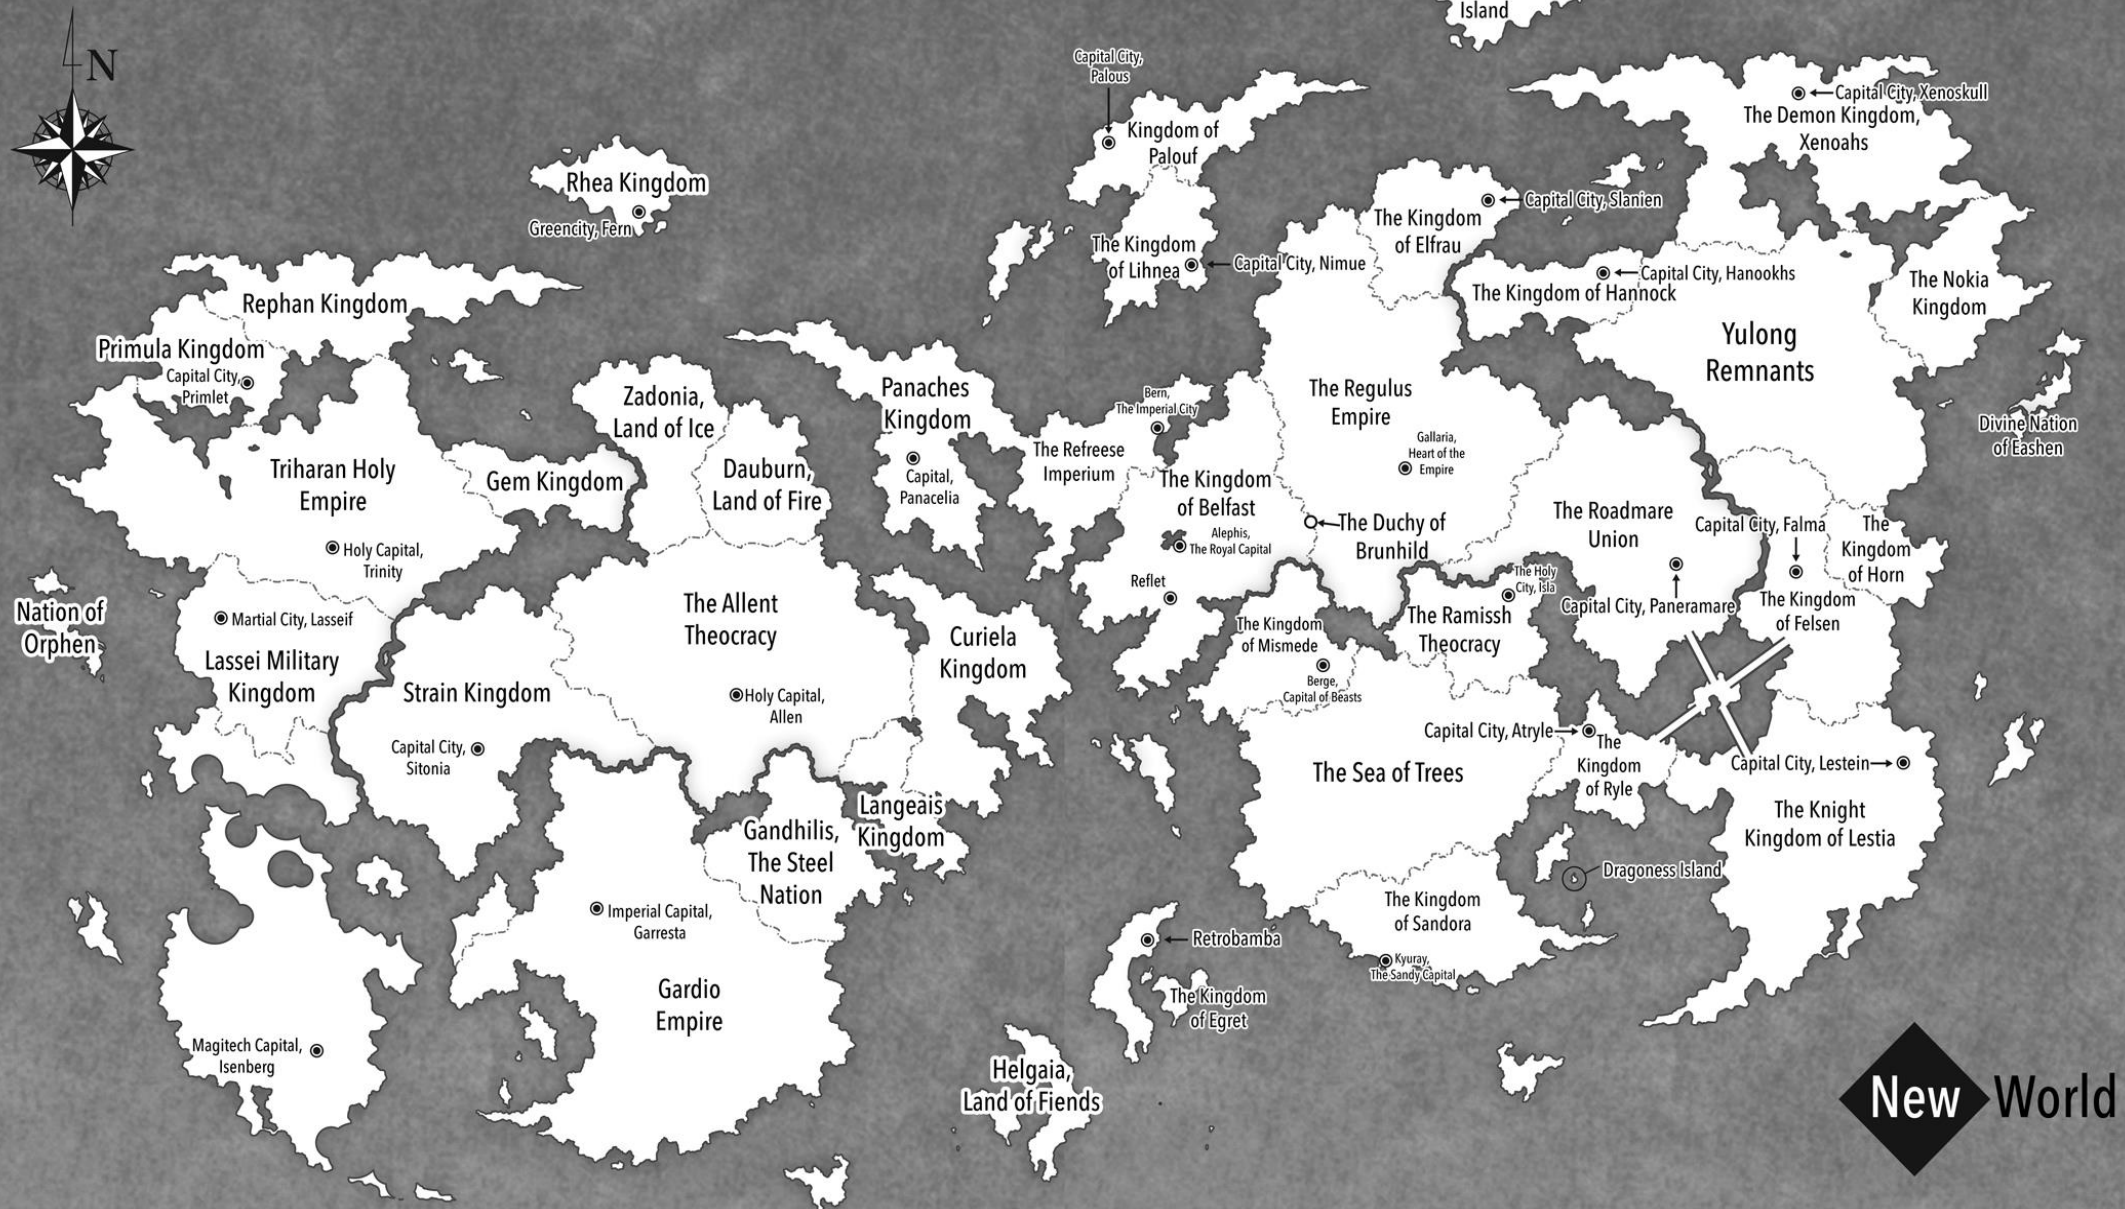 Island
N
Capital City,
Palous
Kingdom of
Palouf
Capital City, Xenoskull
The Demon Kingdom,
Xenoahs
Rhea Kingdom
Greencity, Fern
The Kingdom
of Lihnea
Capital City, Nimue
The Kingdom
of Elfrau
Capital City, Slanien
Capital City, Hanookhs
The Kingdom of Hannock
The Nokia
Kingdom
Yulong
Remnants
Divine Nation
of Eashen
Rephan Kingdom
Primula Kingdom
Capital City,
Primlet
Triharan Holy
Empire
Holy Capital,
Trinity
Gem Kingdom
Zadonia,
Land of Ice
Dauburn,
Land of Fire
Panaches
Kingdom
Capital,
Panacelia
The Refreese
Imperium
Bern,
The Imperial City
The Kingdom
of Belfast
Alephis,
The Royal Capital
Reflet
The Regulus
Empire
Gallaria,
Heart of the
Empire
The Duchy of
Brunhild
The Roadmare
Union
Capital City, Paneramare
Capital City, Falma
The Kingdom
of Felsen
The
Kingdom
of Horn
Nation of
Orphen
Martial City, Lasseif
Lassei Military
Kingdom
Strain Kingdom
Capital City,
Sitonia
The Allent
Theocracy
Holy Capital,
Allen
Curiela
Kingdom
The Kingdom
of Mismede
Berge,
Capital of Beasts
The Holy
City, Isla
The Ramissh
Theocracy
Capital City, Atryle
The
Kingdom
of Ryle
The Sea of Trees
Capital City, Lestein
The Knight
Kingdom of Lestia
Dragoness Island
Langeais
Kingdom
Gandhilis,
The Steel
Nation
Imperial Capital,
Garresta
Gardio
Empire
Magitech Capital,
Isenberg
The Kingdom
of Sandora
Kyuray,
The Sandy Capital
Retrobamba
The Kingdom
of Egret
Helgaia,
Land of Fiends
New World